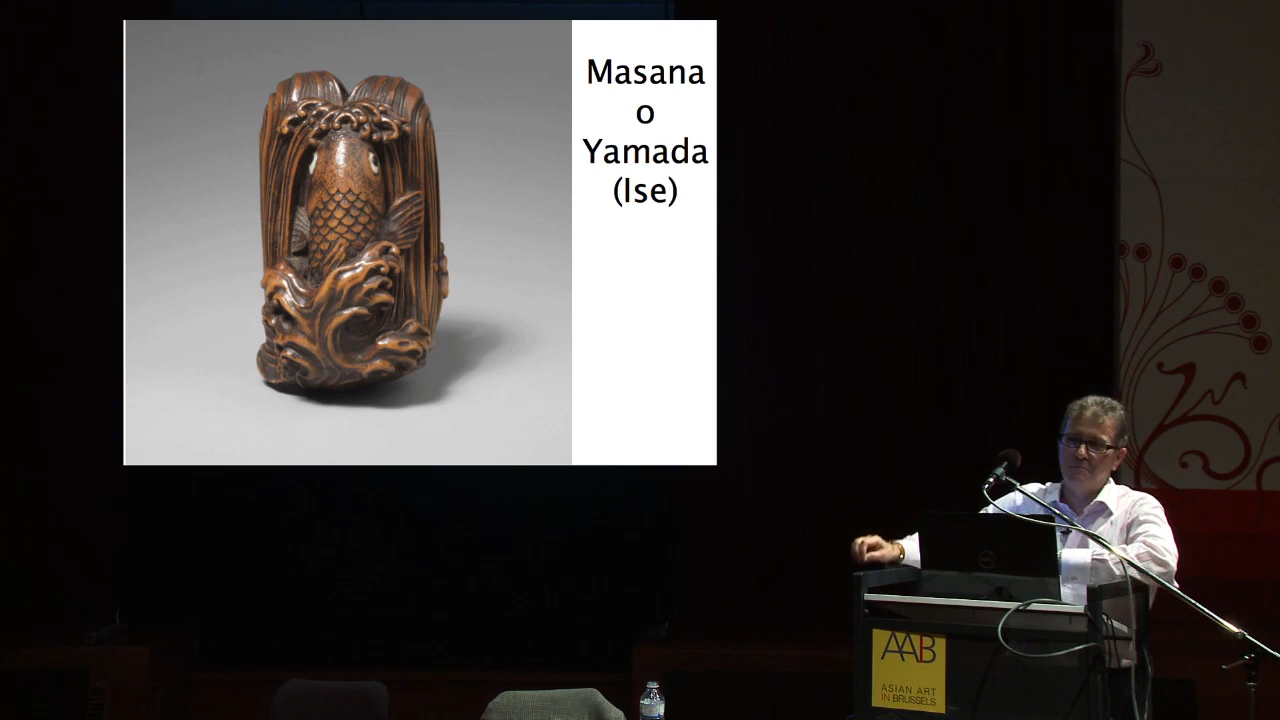 Masana
o
Yamada
(Ise)
AAB
ASIAN ART
IN BRUSSELS